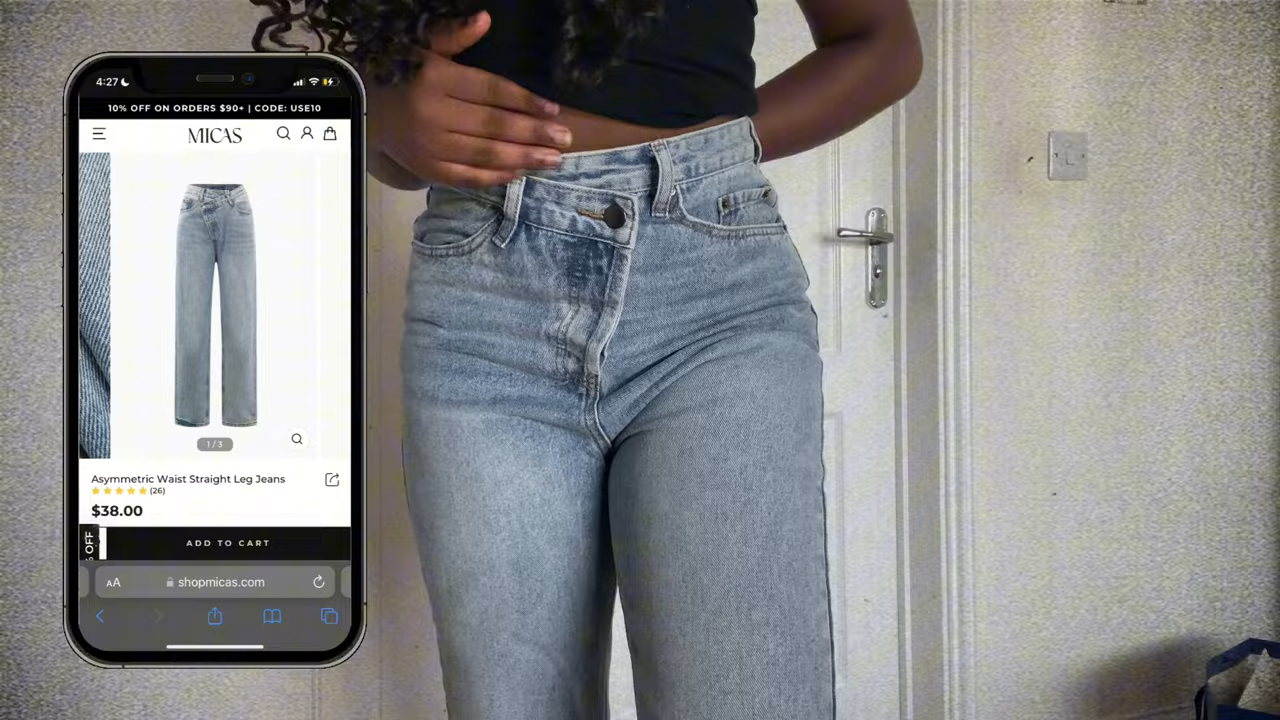 4:27
10% OFF ON ORDERS $90+ | CODE: USE10
MICAS
1 / 3
Asymmetric Waist Straight Leg Jeans
(26)
$38.00
OFF
ADD TO CART
AA
shopmicas.com